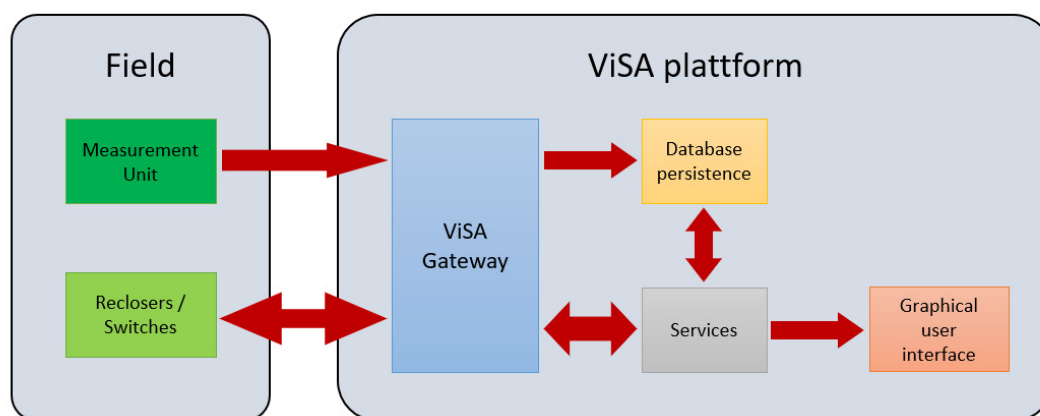 Field
ViSA plattform
Measurement
Unit
Database
persistence
ViSA
Gateway
Reclosers /
Switches
Services
Graphical
user
interface